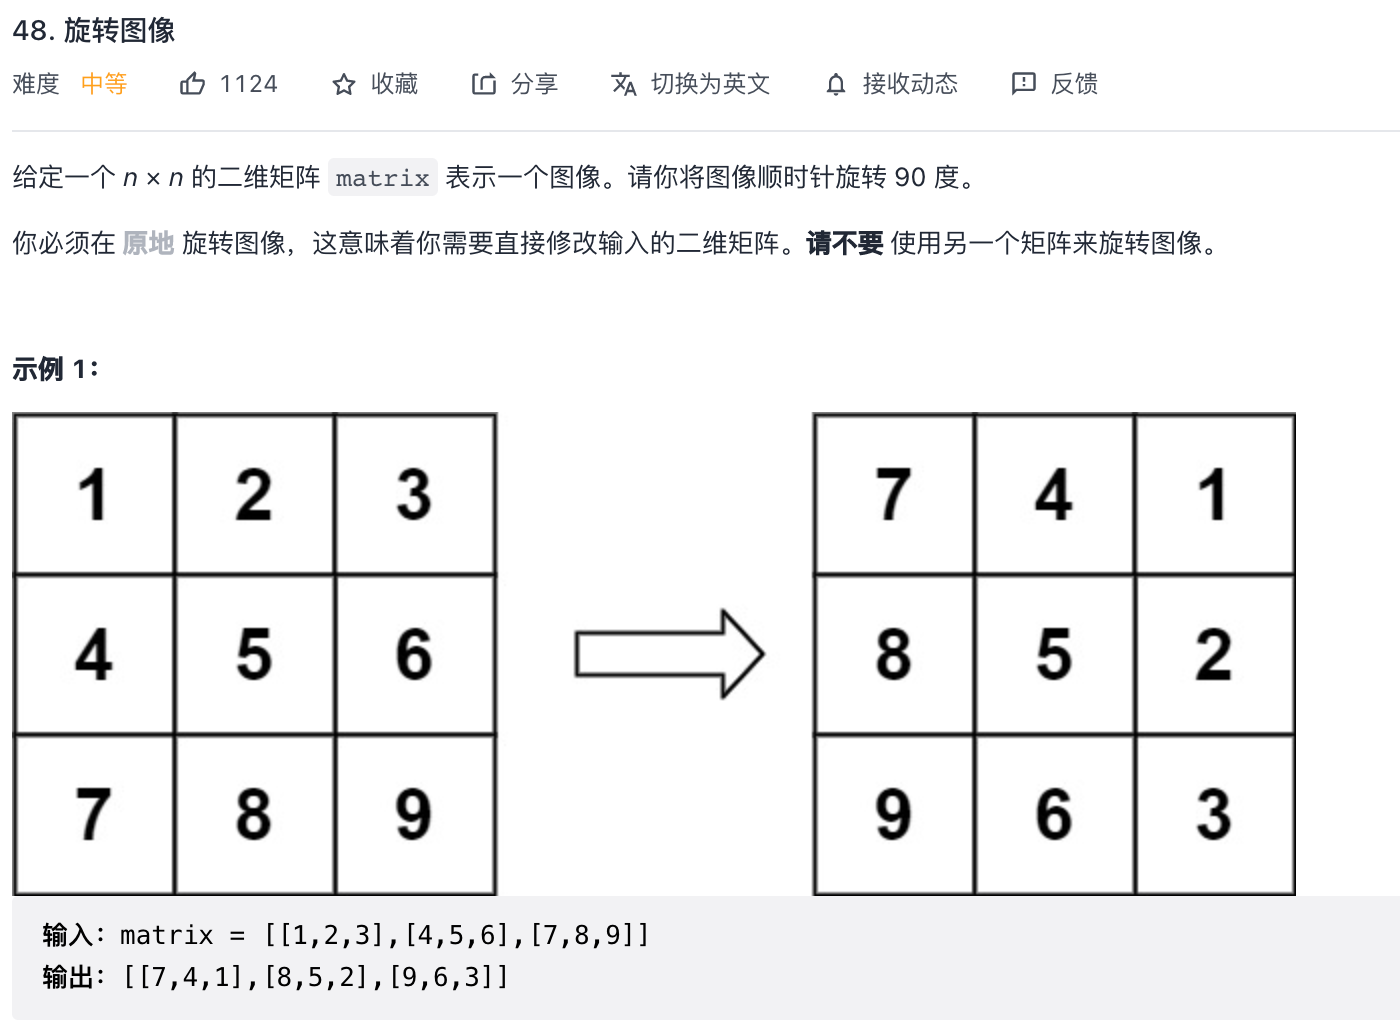 48. 旋转图像
难度 中等 1124 收藏 分享 切换为英文 接收动态 反馈
给定一个 n × n 的二维矩阵 matrix 表示一个图像。请你将图像顺时针旋转 90 度。
你必须在 原地 旋转图像，这意味着你需要直接修改输入的二维矩阵。请不要 使用另一个矩阵来旋转图像。
示例 1：
1 2 3 7 4 1
4 5 6 8 5 2
7 8 9 9 6 3
输入：matrix = [[1,2,3],[4,5,6],[7,8,9]]
输出：[[7,4,1],[8,5,2],[9,6,3]]